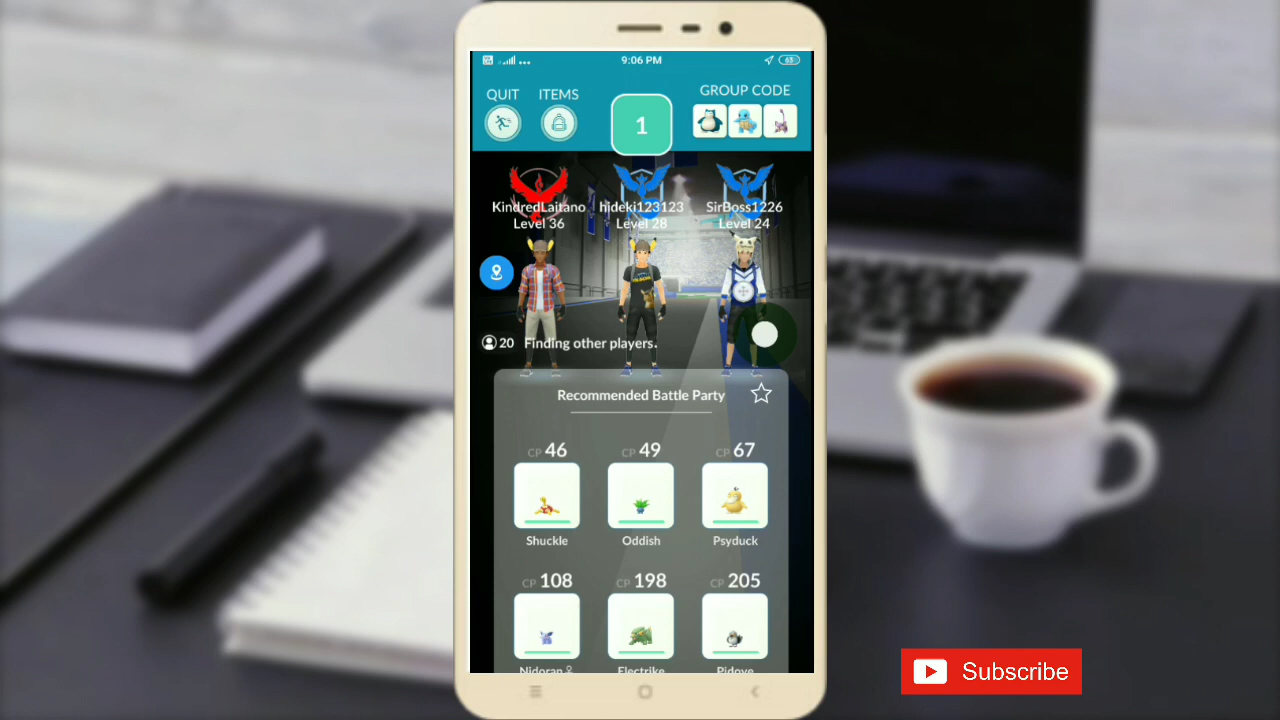 9:06 PM
63
QUIT ITEMS
GROUP CODE
1
KindredLaitano hideki123123 SirBoss1226
Level 36 Level 28 Level 24
20 Finding other players.
Recommended Battle Party
CP 46 CP 49 CP 67
Shuckle Oddish Psyduck
CP 108 CP 198 CP 205
Nidoran♀ Electrike Pidove
Subscribe